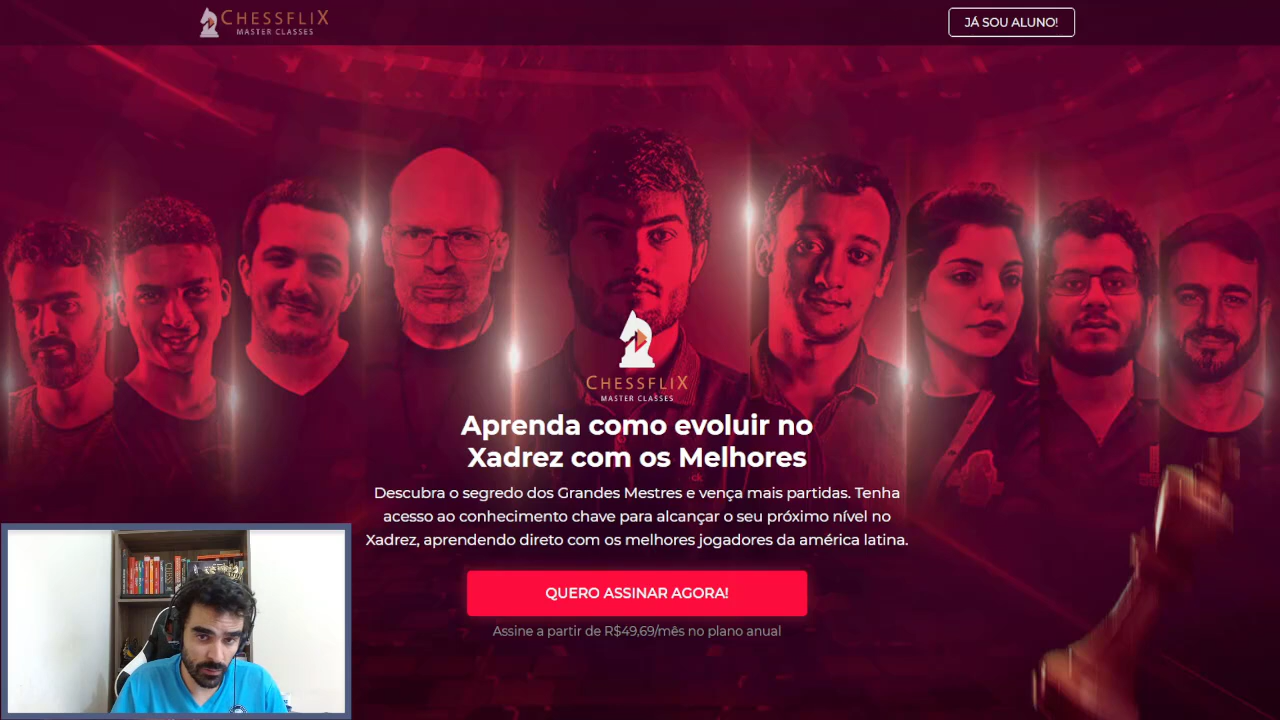 CHESSFLIX
MASTER CLASSES
JÁ SOU ALUNO!
CHESSFLIX
MASTER CLASSES
Aprenda como evoluir no
Xadrez com os Melhores
Descubra o segredo dos Grandes Mestres e vença mais partidas. Tenha
acesso ao conhecimento chave para alcançar o seu próximo nível no
Xadrez, aprendendo direto com os melhores jogadores da américa latina.
QUERO ASSINAR AGORA!
Assine a partir de R$49,69/mês no plano anual